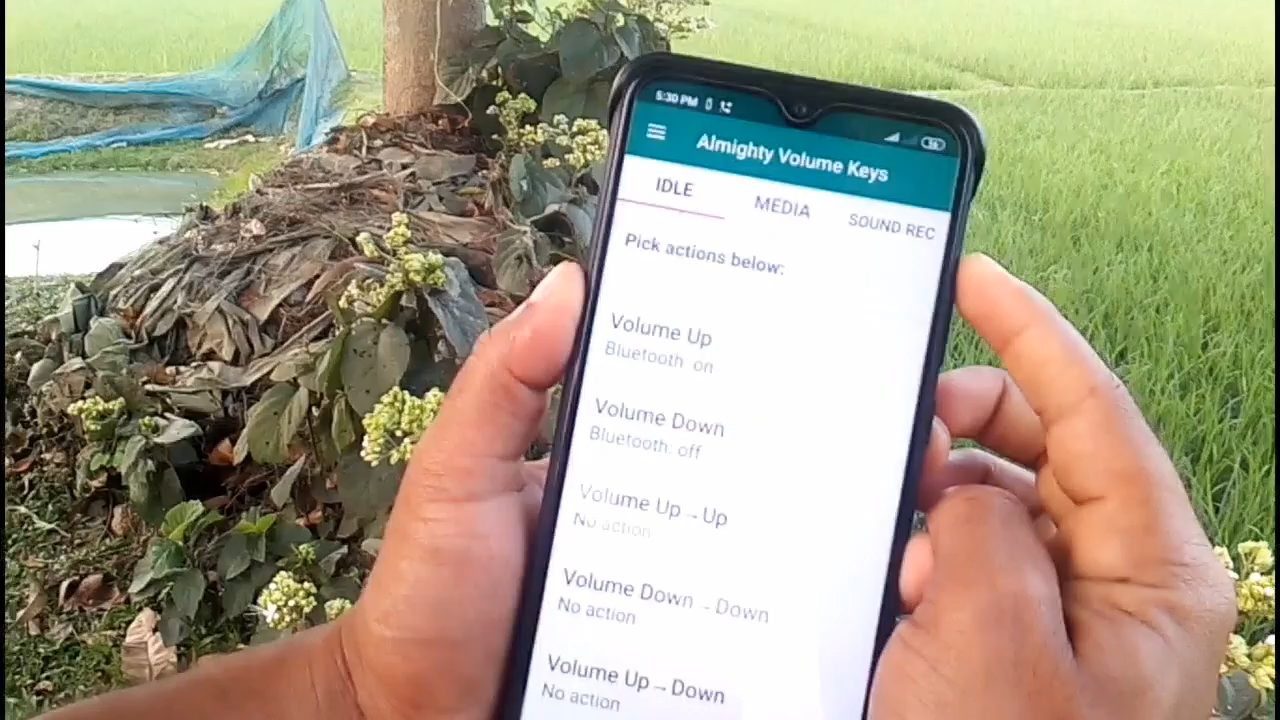 5:30 PM
Almighty Volume Keys
IDLE MEDIA SOUND REC
Pick actions below:
Volume Up
Bluetooth: on
Volume Down
Bluetooth: off
Volume Up→Up
No action
Volume Down→Down
No action
Volume Up→Down
No action